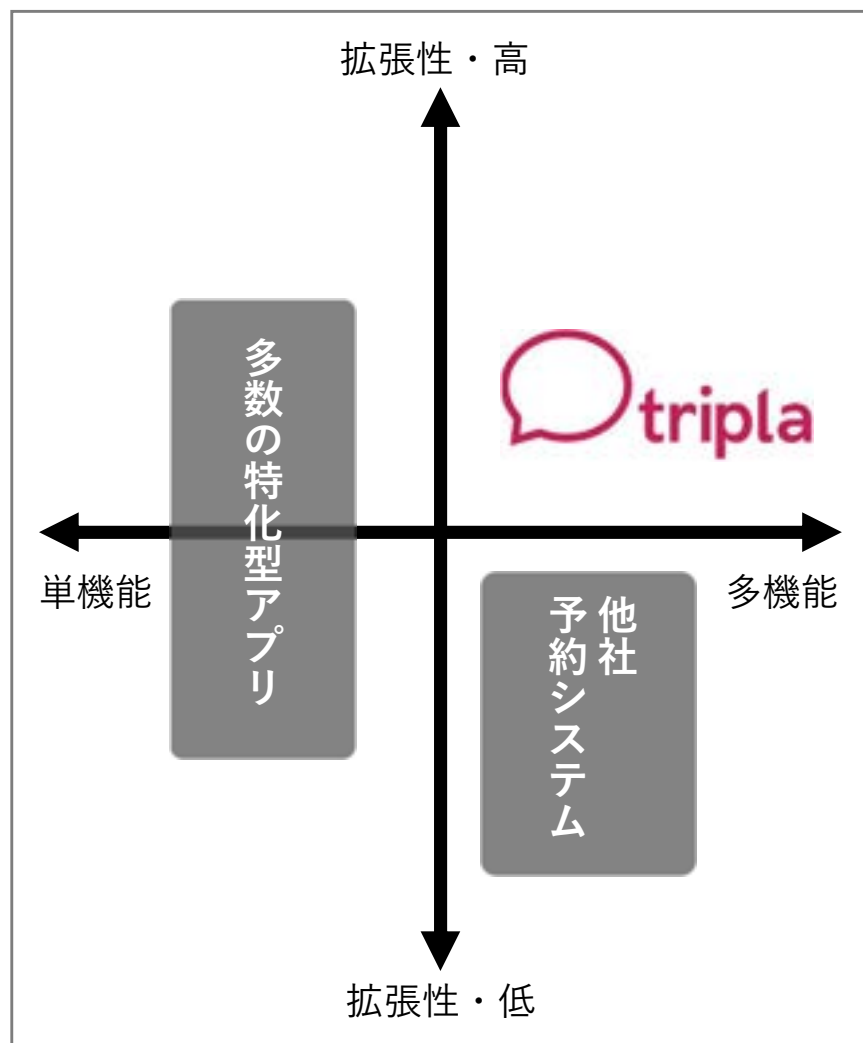 拡張性・高
多数の特化型アプリ
tripla
単機能
多機能
他社
予約システム
拡張性・低